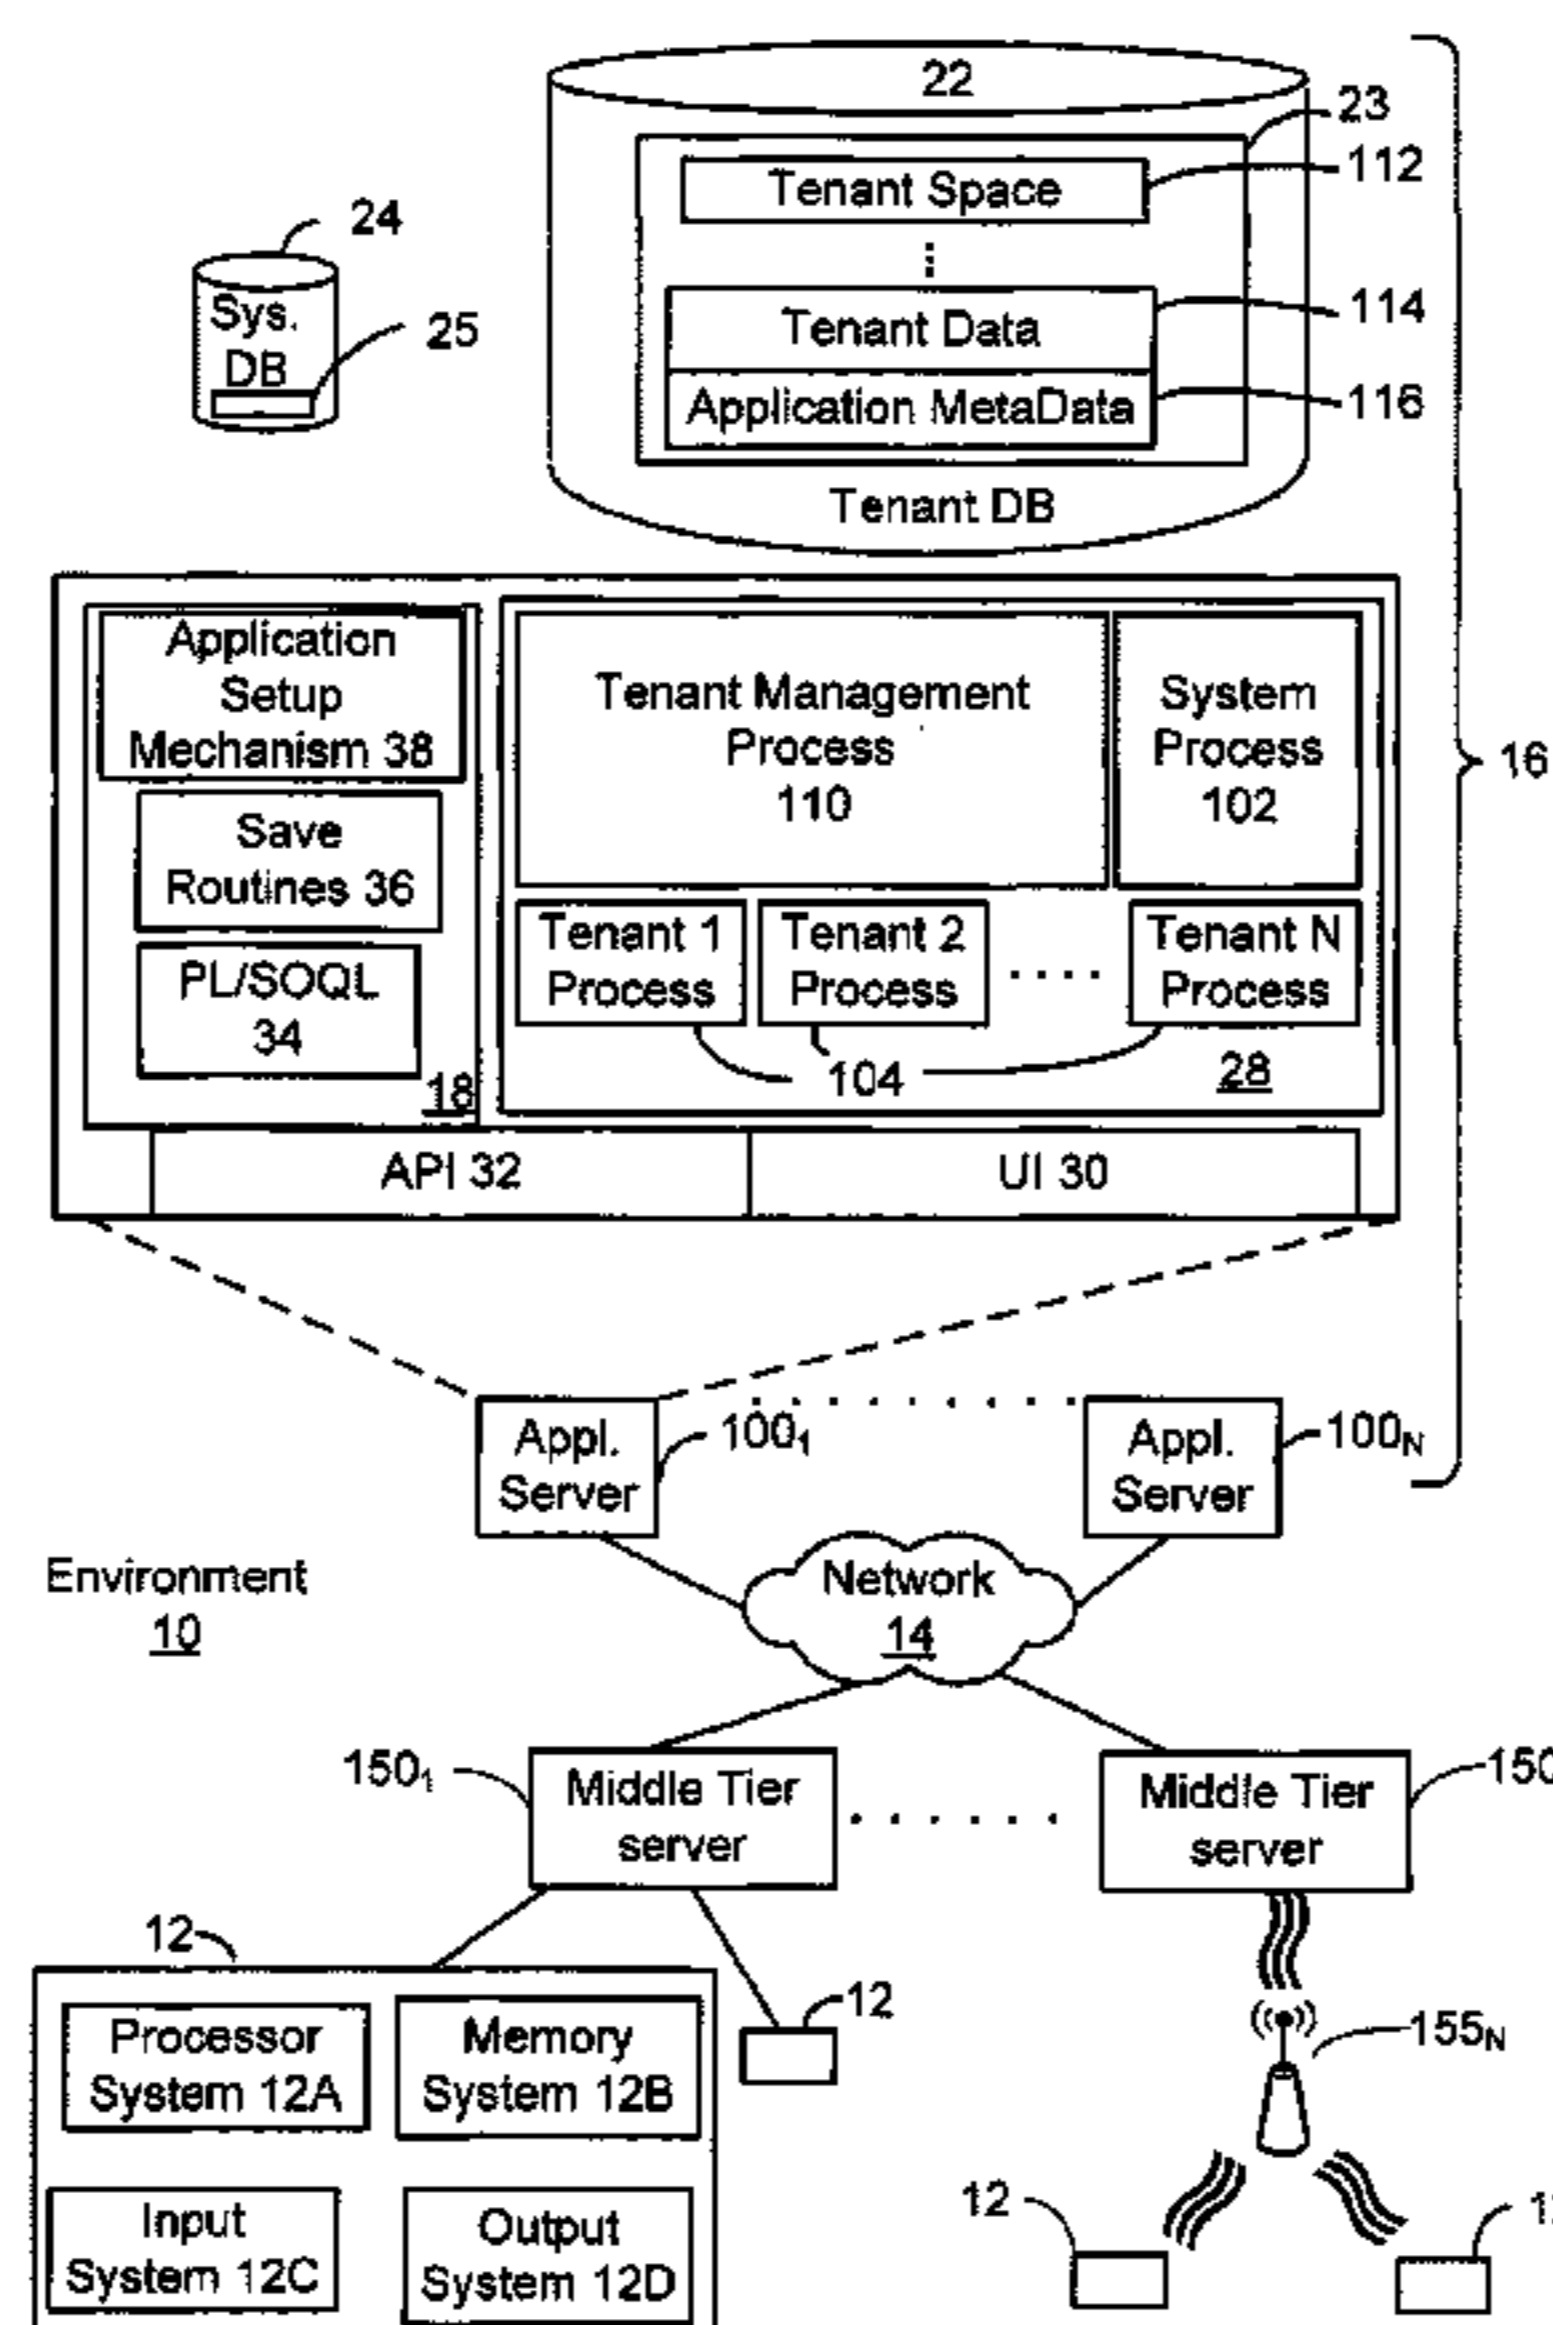 22
23
Tenant Space
112
24
Sys.
DB
25
Tenant Data
114
Application MetaData
116
Tenant DB
Application
Setup
Mechanism 38
Tenant Management
Process
110
System
Process
102
16
Save
Routines 36
PL/SOQL
34
18
Tenant 1
Process
Tenant 2
Process
Tenant N
Process
104
28
API 32
UI 30
Appl.
Server
100₁
Appl.
Server
100N
Environment
10
Network
14
150₁
Middle Tier
server
Middle Tier
server
150
12
Processor
System 12A
Memory
System 12B
12
155N
Input
System 12C
Output
System 12D
12